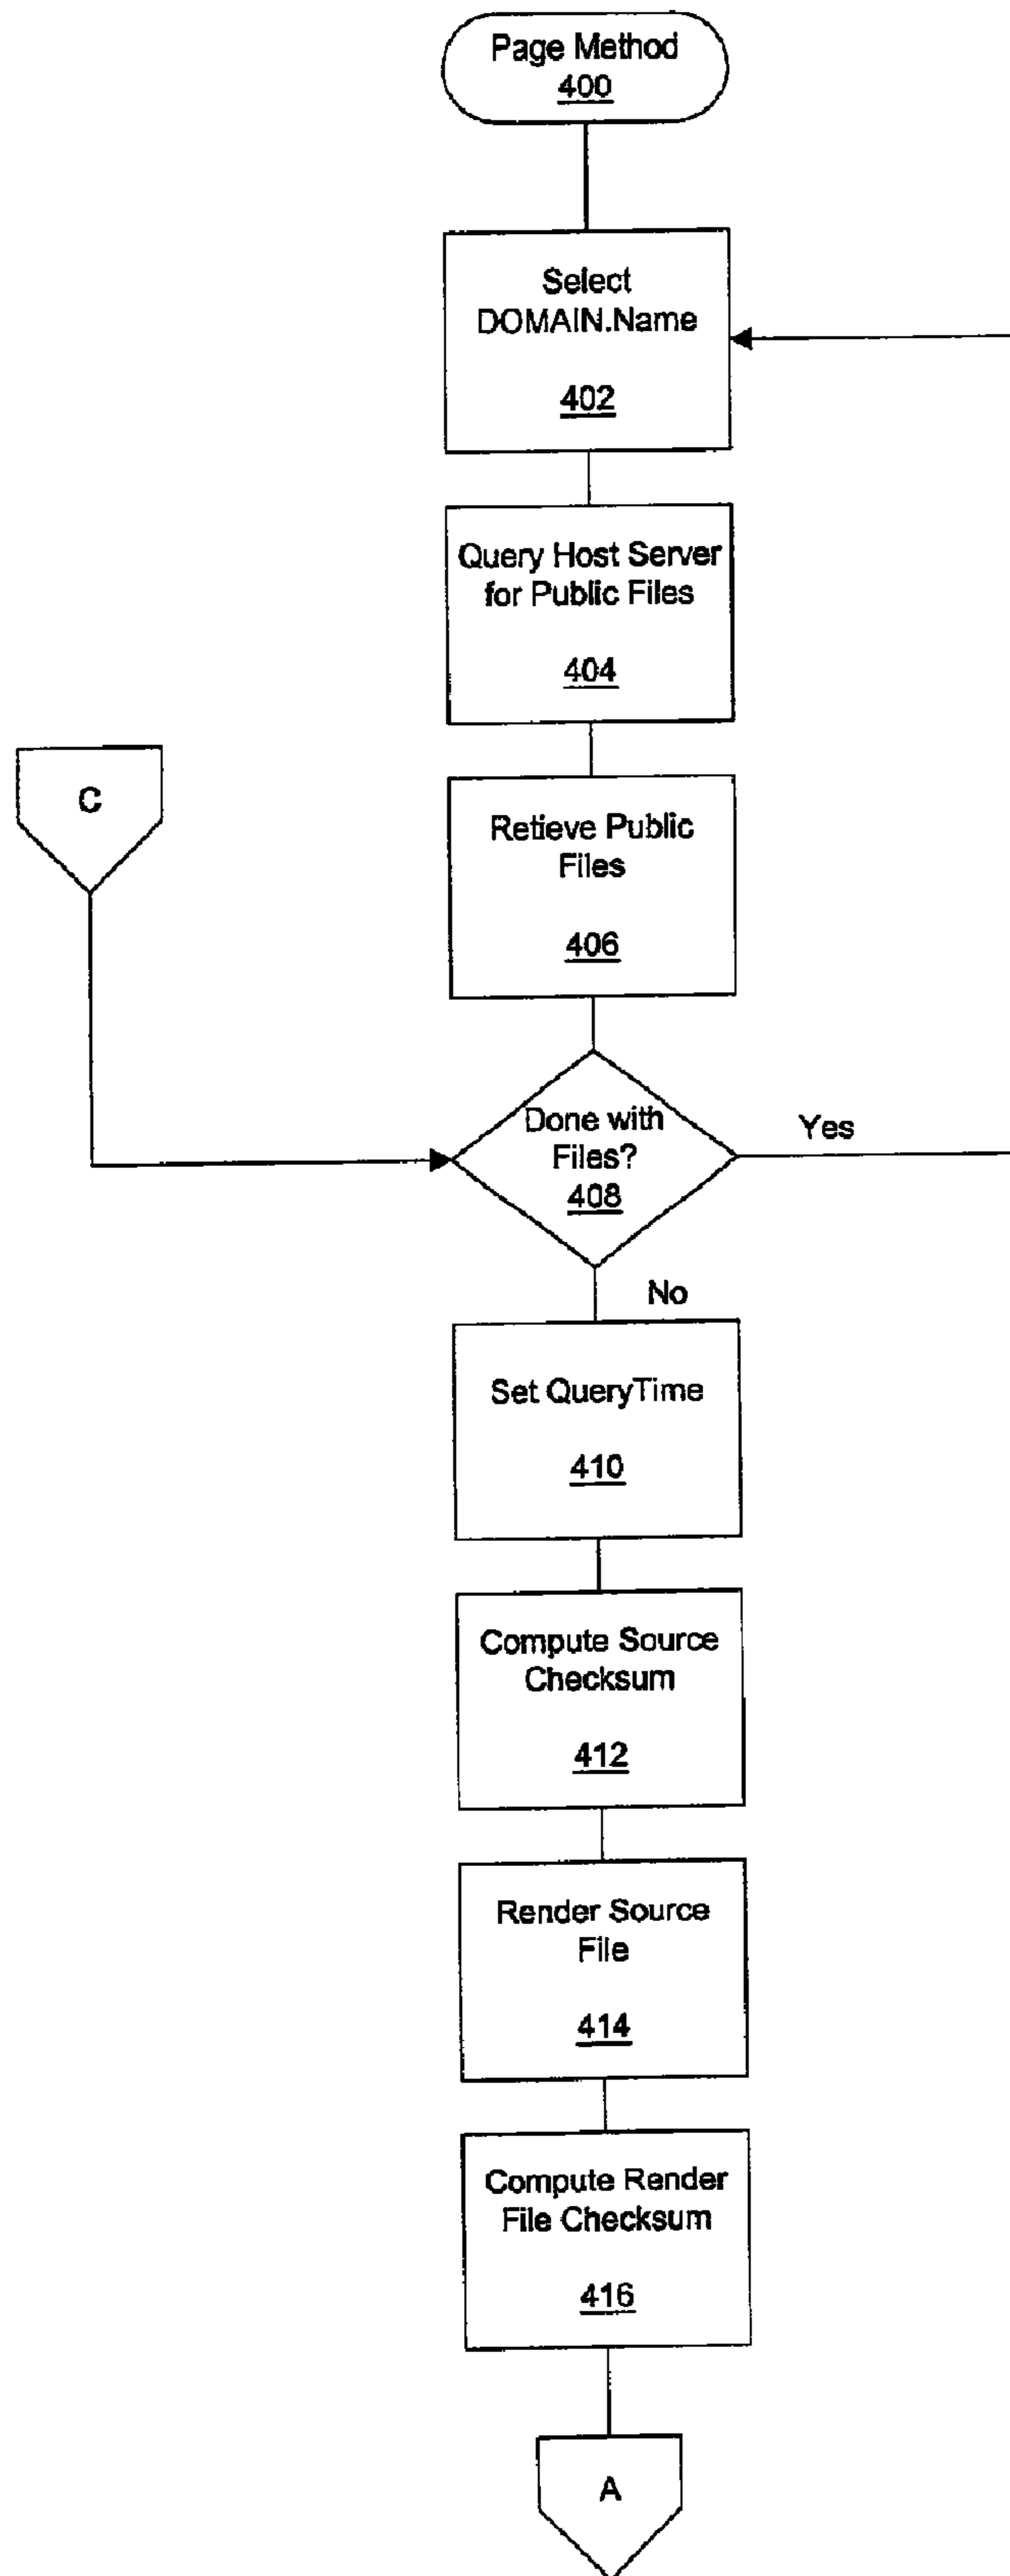 Page Method
400
Select
DOMAIN.Name
402
Query Host Server
for Public Files
404
C
Retieve Public
Files
406
Done with
Files?
408
Yes
No
Set QueryTime
410
Compute Source
Checksum
412
Render Source
File
414
Compute Render
File Checksum
416
A